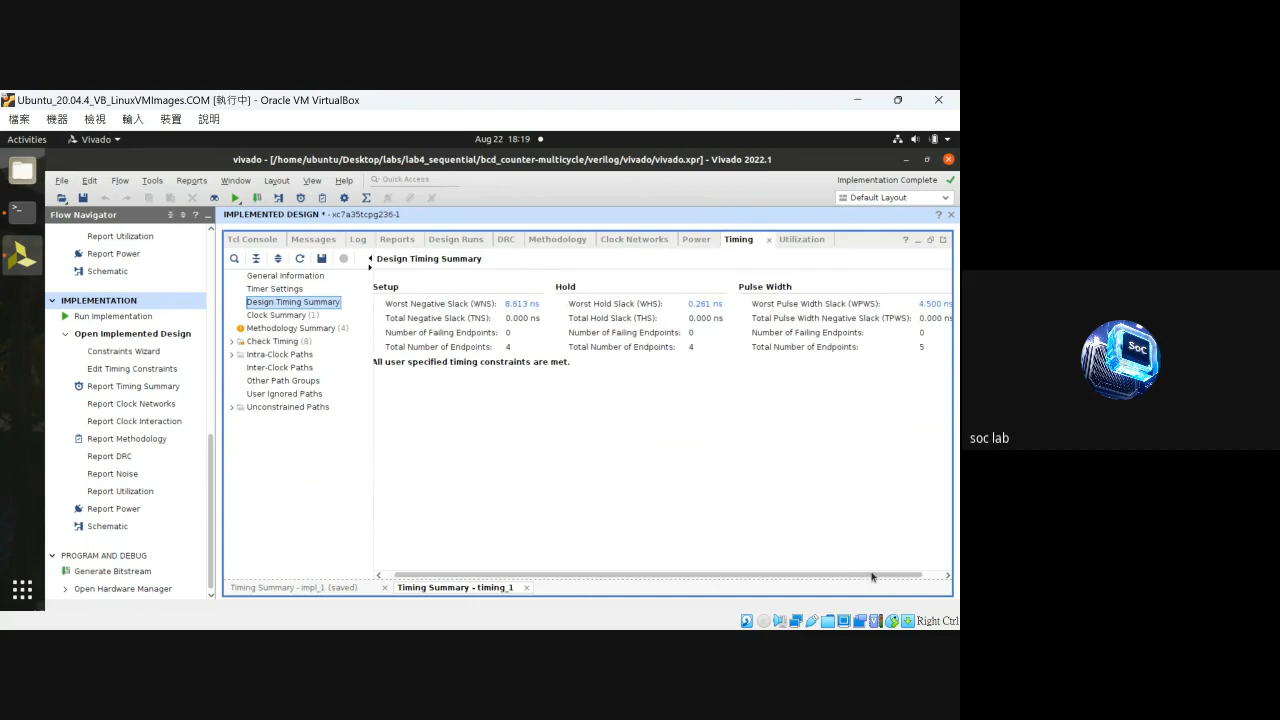 Ubuntu_20.04.4_VB_LinuxVMImages.COM [執行中] - Oracle VM VirtualBox
檔案 機器 檢視 輸入 裝置 說明
Activities Vivado Aug 22 18:19
vivado - [/home/ubuntu/Desktop/labs/lab4_sequential/bcd_counter-multicycle/verilog/vivado/vivado.xpr] - Vivado 2022.1
File Edit Flow Tools Reports Window Layout View Help Quick Access Implementation Complete
Default Layout
Flow Navigator
IMPLEMENTED DESIGN * - xc7a35tcpg236-1
Report Utilization
Report Power
Schematic
IMPLEMENTATION
Run Implementation
Open Implemented Design
Constraints Wizard
Edit Timing Constraints
Report Timing Summary
Report Clock Networks
Report Clock Interaction
Report Methodology
Report DRC
Report Noise
Report Utilization
Report Power
Schematic
PROGRAM AND DEBUG
Generate Bitstream
Open Hardware Manager
Tcl Console Messages Log Reports Design Runs DRC Methodology Clock Networks Power Timing Utilization
General Information
Timer Settings
Design Timing Summary
Clock Summary (1)
Methodology Summary (4)
Check Timing (8)
Intra-Clock Paths
Inter-Clock Paths
Other Path Groups
User Ignored Paths
Unconstrained Paths
Design Timing Summary
Setup Hold Pulse Width
Worst Negative Slack (WNS): 8.613 ns Worst Hold Slack (WHS): 0.261 ns Worst Pulse Width Slack (WPWS): 4.500 ns
Total Negative Slack (TNS): 0.000 ns Total Hold Slack (THS): 0.000 ns Total Pulse Width Negative Slack (TPWS): 0.000 ns
Number of Failing Endpoints: 0 Number of Failing Endpoints: 0 Number of Failing Endpoints: 0
Total Number of Endpoints: 4 Total Number of Endpoints: 4 Total Number of Endpoints: 5
All user specified timing constraints are met.
Timing Summary - impl_1 (saved) Timing Summary - timing_1
Right Ctrl
SoC
soc lab